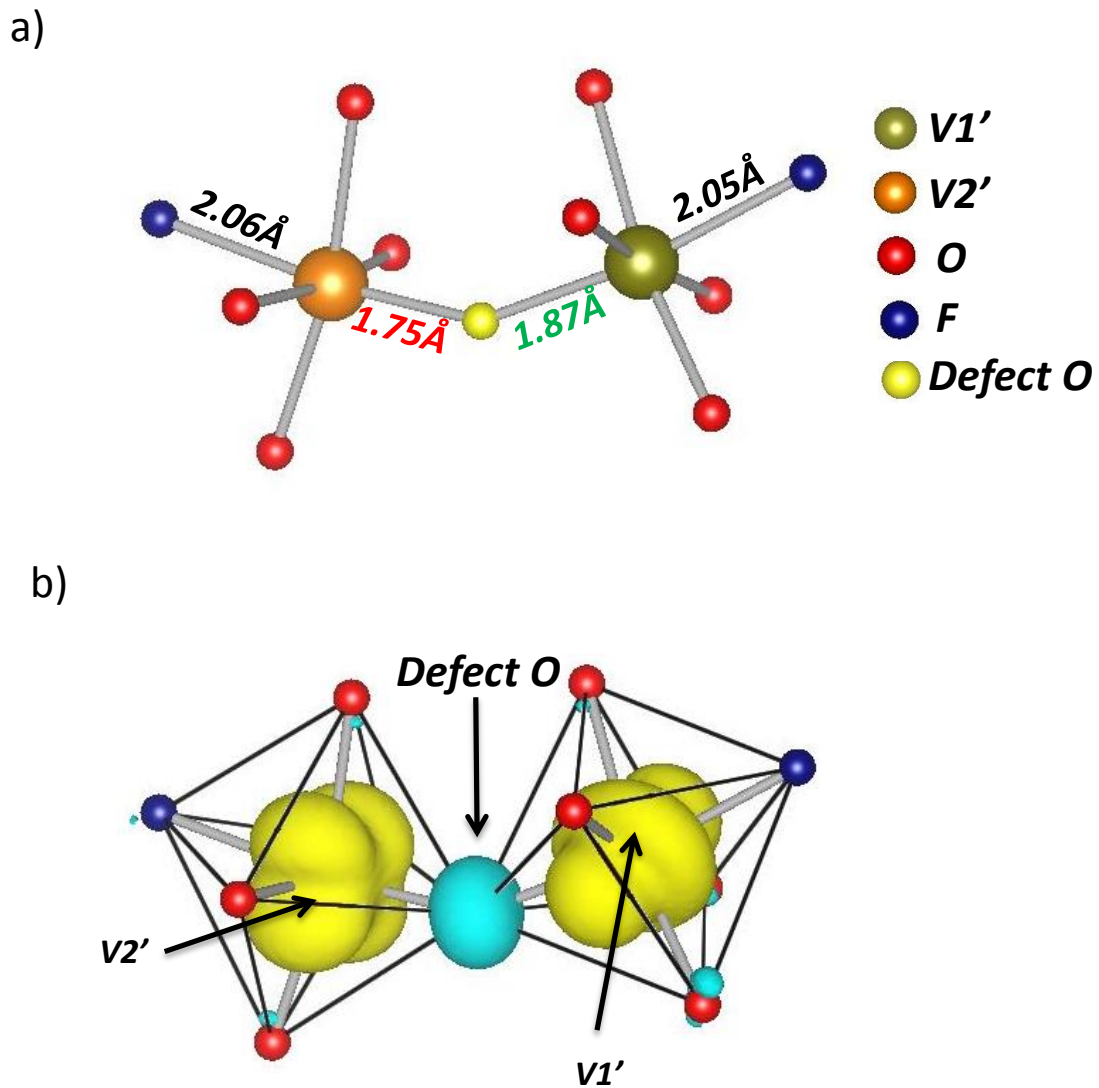 a)
V1’
V2’
O
F
Defect O
2.06Å
2.05Å
1.75Å
1.87Å
b)
Defect O
V2’
V1’